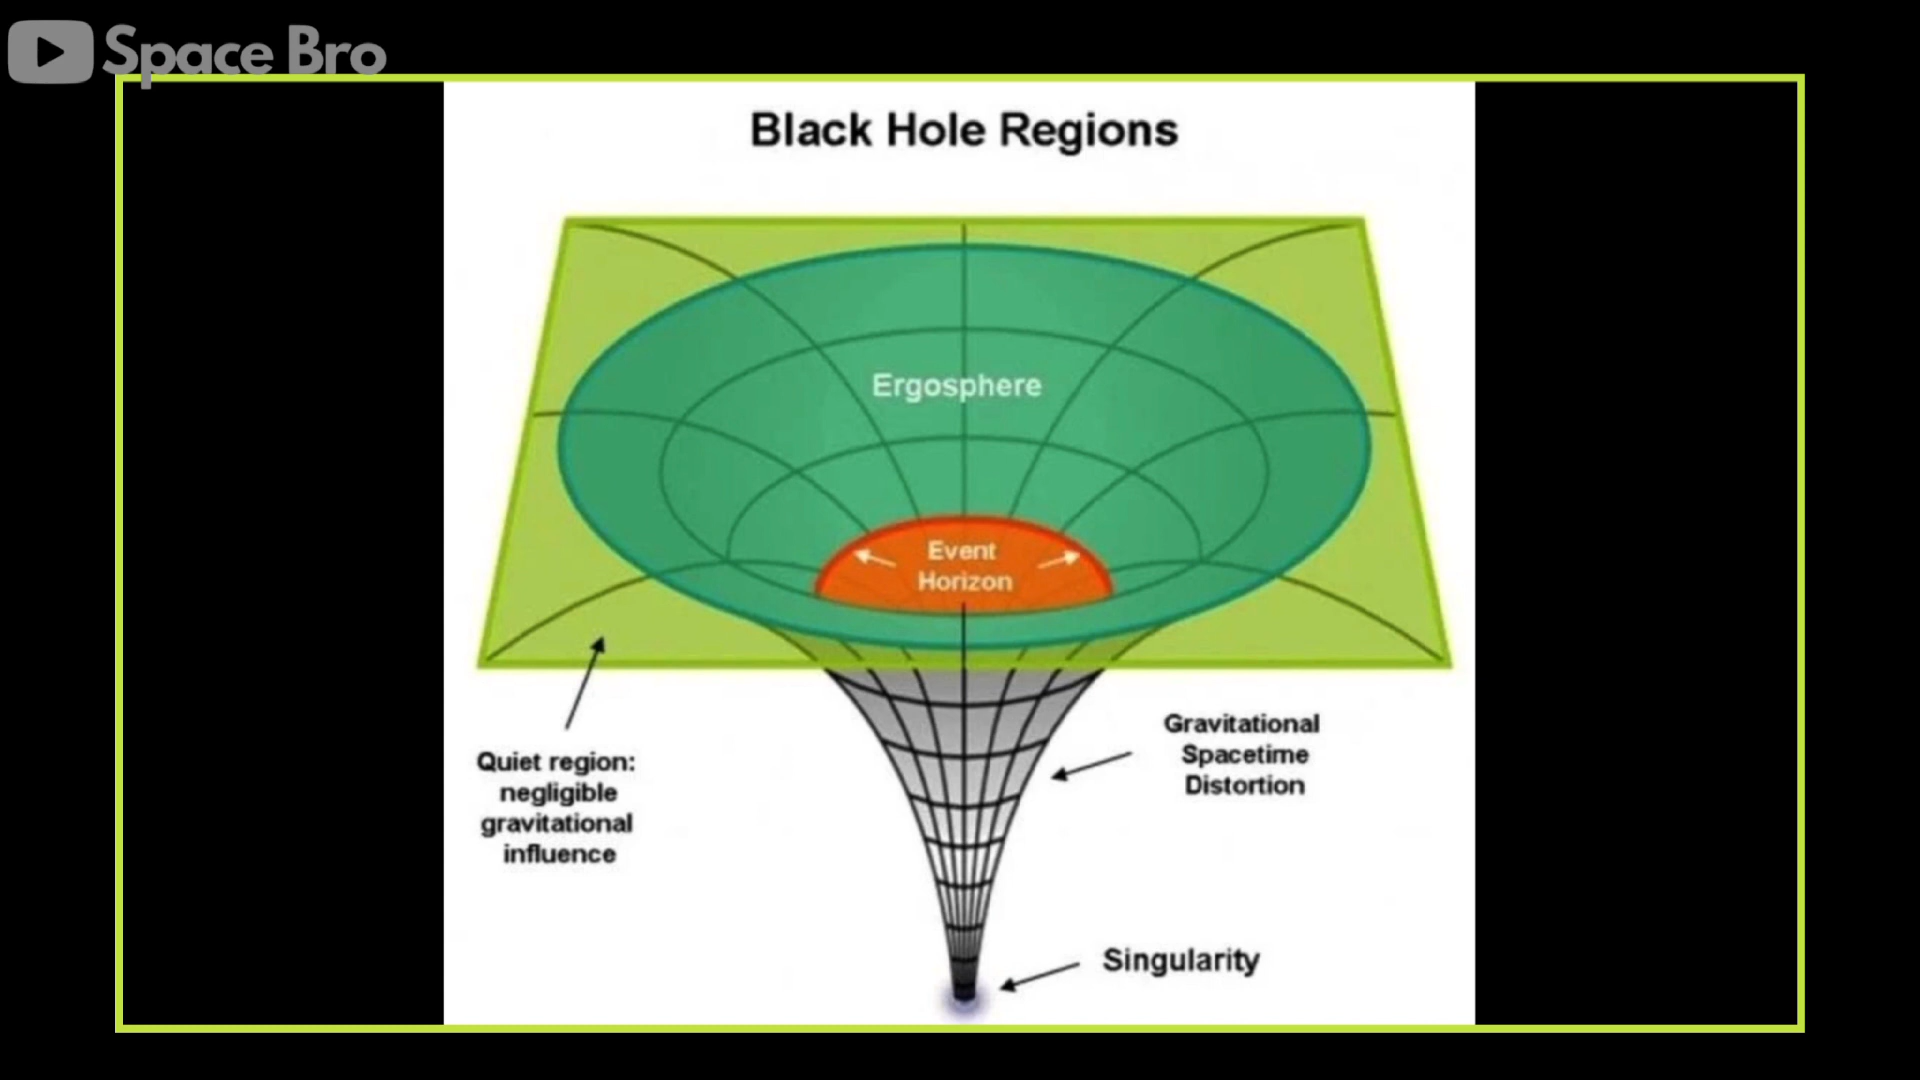 Space Bro
Black Hole Regions
Ergosphere
Event
Horizon
Quiet region:
negligible
gravitational
influence
Gravitational
Spacetime
Distortion
Singularity